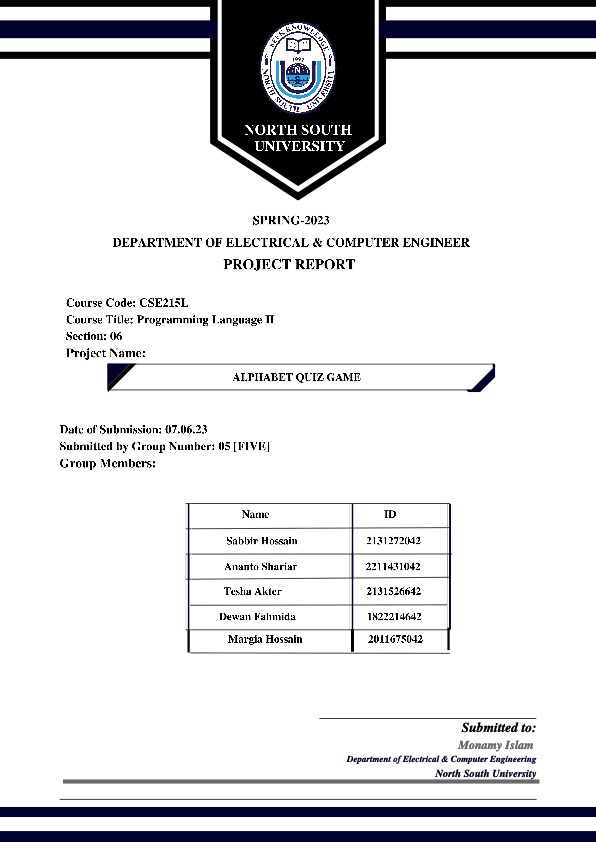 SEEK KNOWLEDGE
1992
NORTH SOUTH UNIVERSITY
NORTH SOUTH
UNIVERSITY
SPRING-2023
DEPARTMENT OF ELECTRICAL & COMPUTER ENGINEER
PROJECT REPORT
Course Code: CSE215L
Course Title: Programming Language II
Section: 06
Project Name:
ALPHABET QUIZ GAME
Date of Submission: 07.06.23
Submitted by Group Number: 05 [FIVE]
Group Members:
Name ID
Sabbir Hossain 2131272042
Ananto Shariar 2211431042
Tesha Akter 2131526642
Dewan Fahmida 1822214642
Margia Hossain 2011675042
Submitted to:
Monamy Islam
Department of Electrical & Computer Engineering
North South University